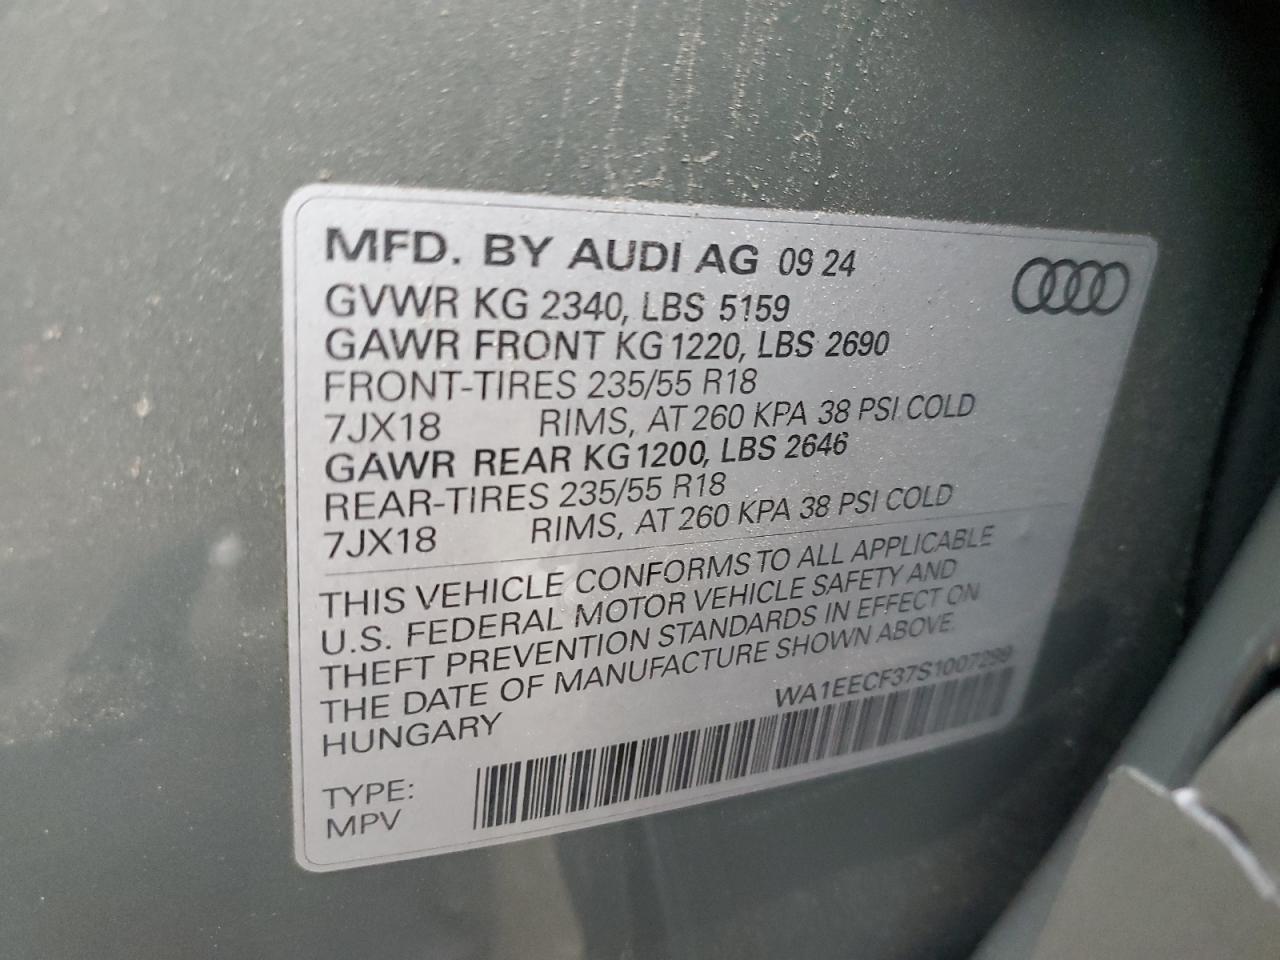 MFD. BY AUDI AG 09 24
GVWR KG 2340, LBS 5159
GAWR FRONT KG 1220, LBS 2690
FRONT-TIRES 235/55 R18
7JX18 RIMS, AT 260 KPA 38 PSI COLD
GAWR REAR KG 1200, LBS 2646
REAR-TIRES 235/55 R18
7JX18 RIMS, AT 260 KPA 38 PSI COLD
THIS VEHICLE CONFORMS TO ALL APPLICABLE
U.S. FEDERAL MOTOR VEHICLE SAFETY AND
THEFT PREVENTION STANDARDS IN EFFECT ON
THE DATE OF MANUFACTURE SHOWN ABOVE.
HUNGARY
WA1EECF37S1007299
TYPE:
MPV